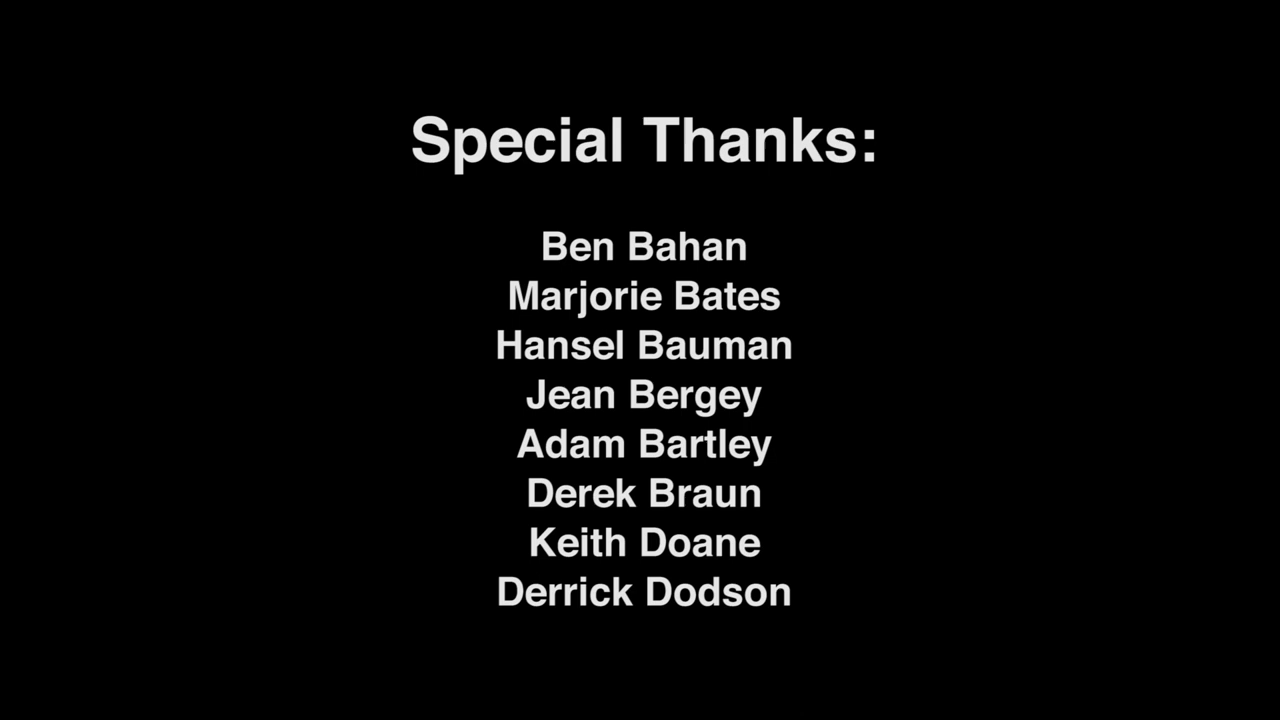 Special Thanks:
Ben Bahan
Marjorie Bates
Hansel Bauman
Jean Bergey
Adam Bartley
Derek Braun
Keith Doane
Derrick Dodson